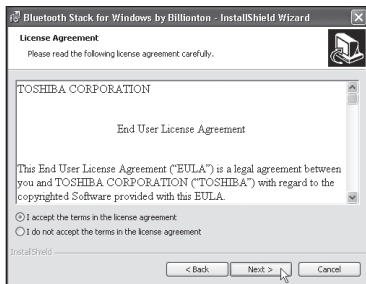 Bluetooth Stack for Windows by Billionton - InstallShield Wizard
License Agreement
Please read the following license agreement carefully.
TOSHIBA CORPORATION
End User License Agreement
This End User License Agreement ("EULA") is a legal agreement between
you and TOSHIBA CORPORATION ("TOSHIBA") with regard to the
copyrighted Software provided with this EULA.
I accept the terms in the license agreement
I do not accept the terms in the license agreement
InstallShield
< Back Next > Cancel